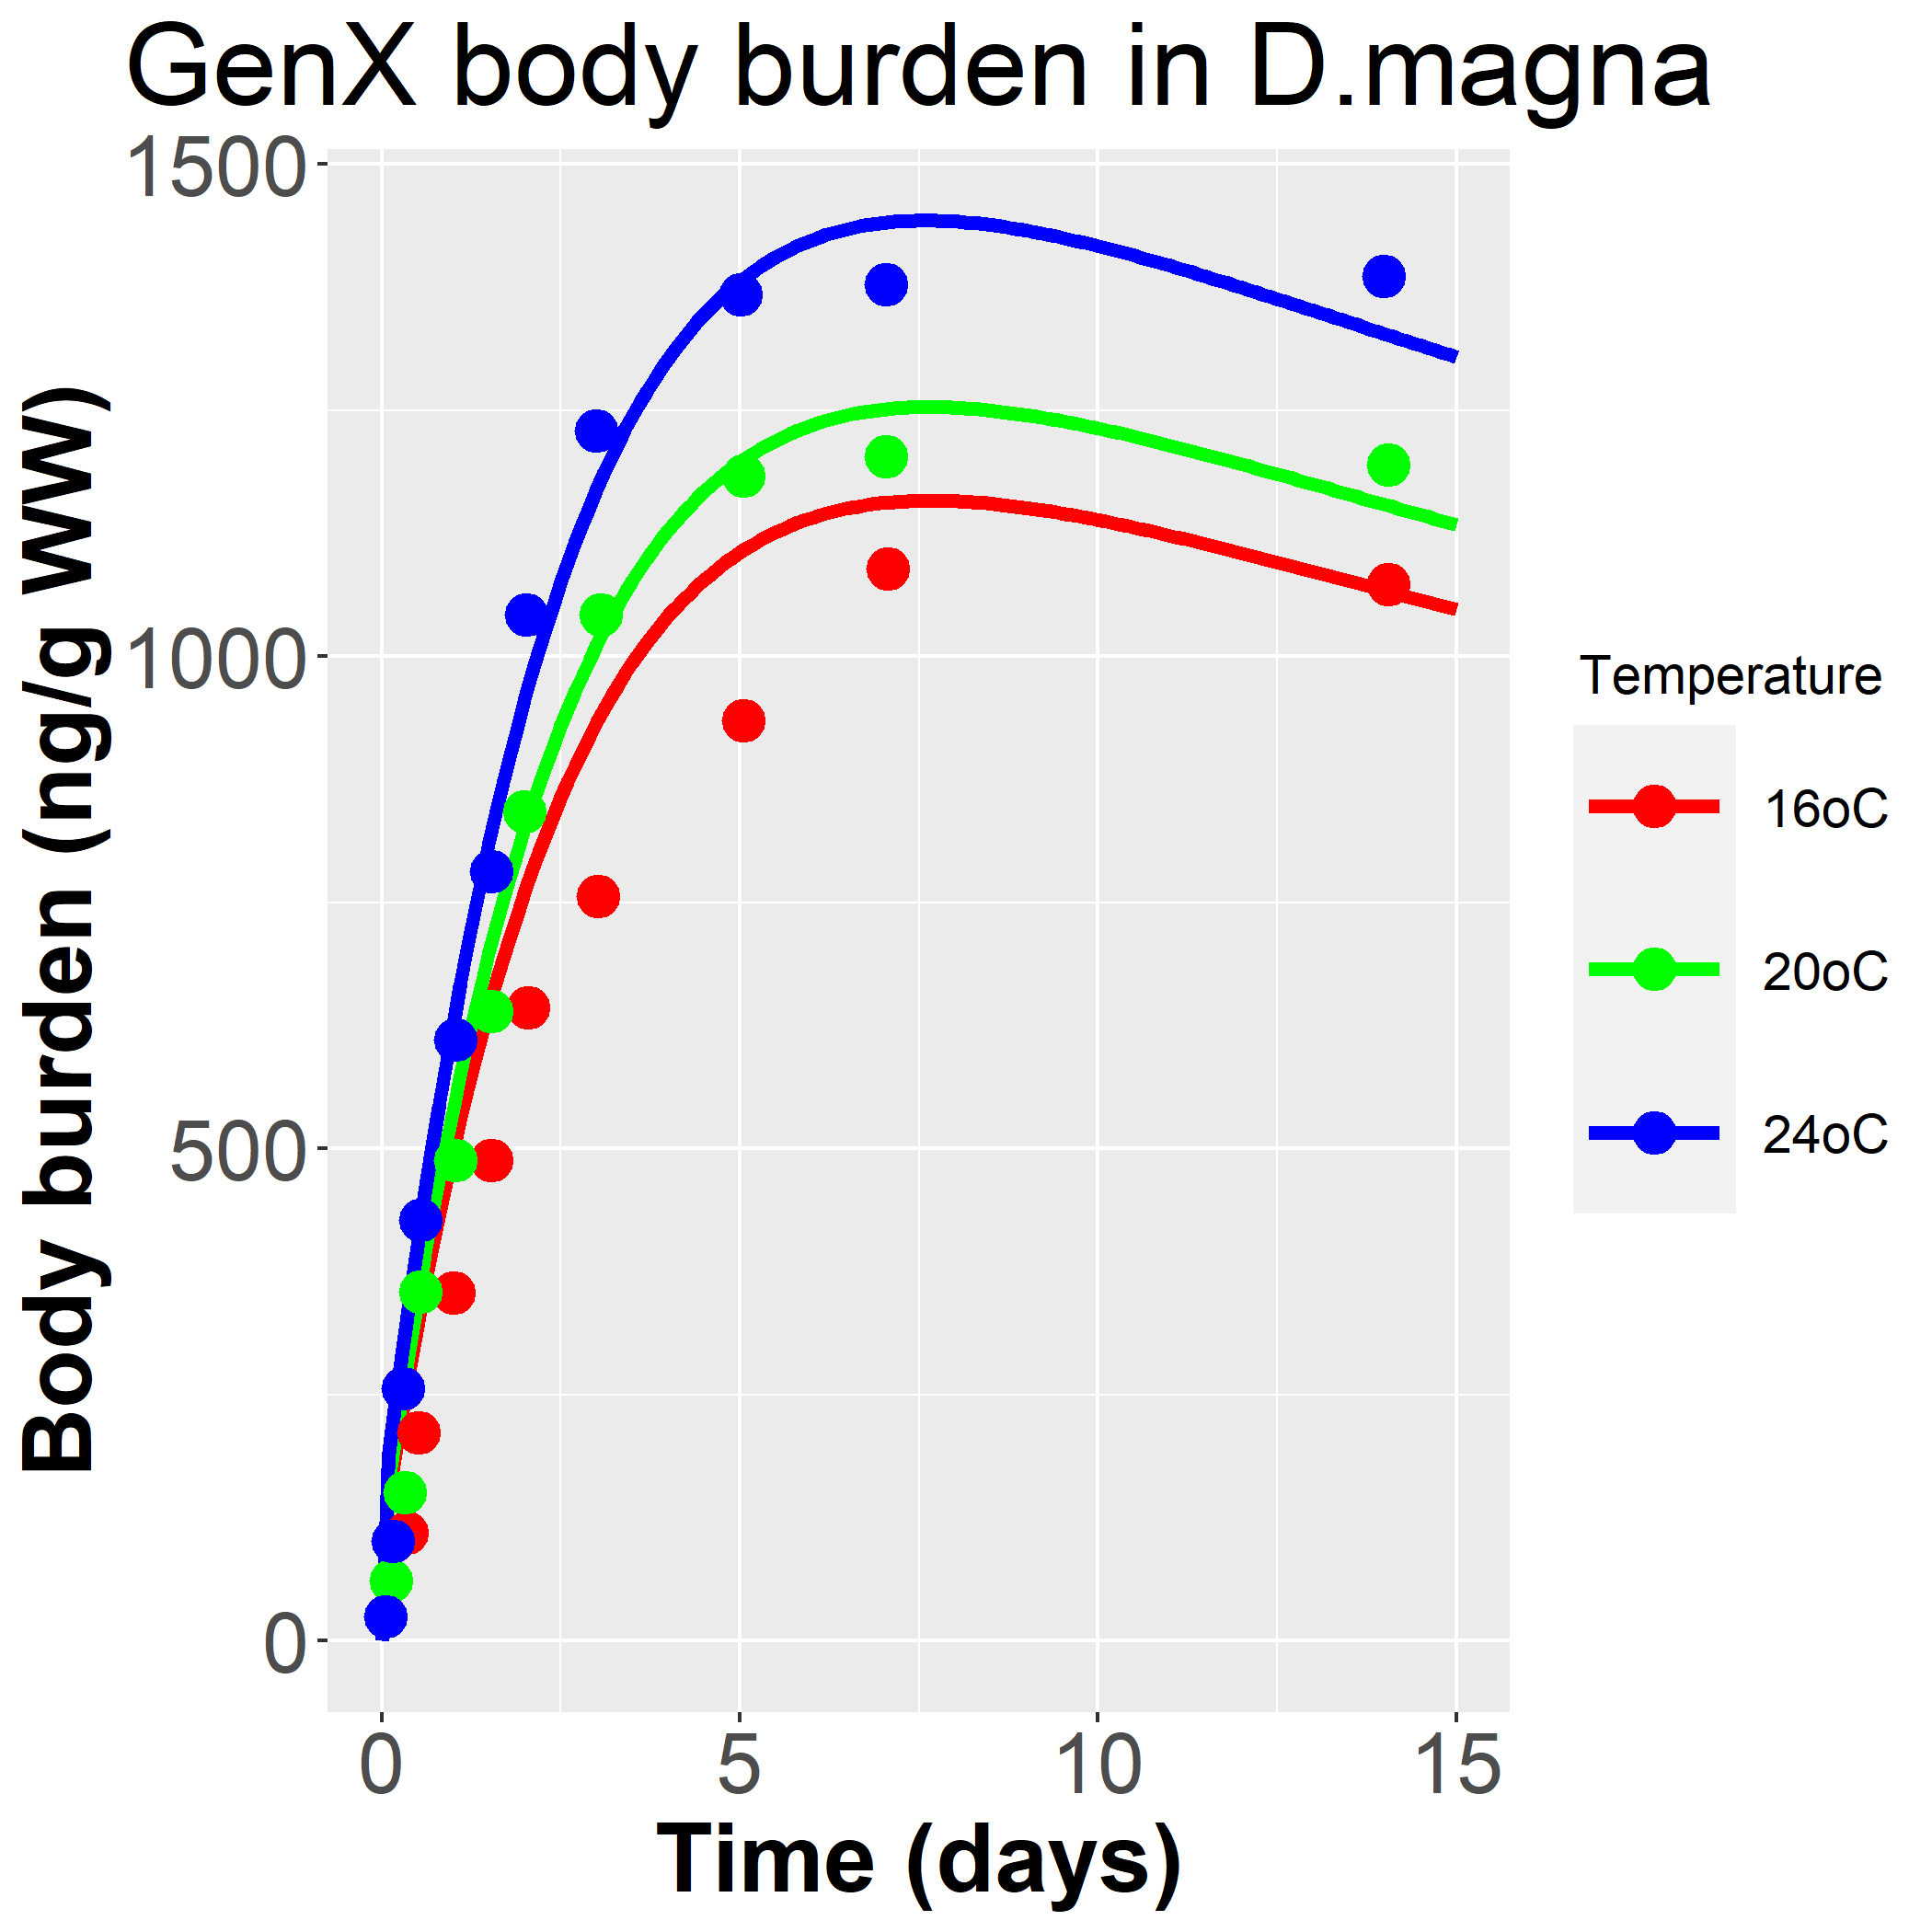 GenX body burden in D.magna
1500
1000
500
0
Body burden (ng/g WW)
0 5 10 15
Time (days)
Temperature
16oC
20oC
24oC